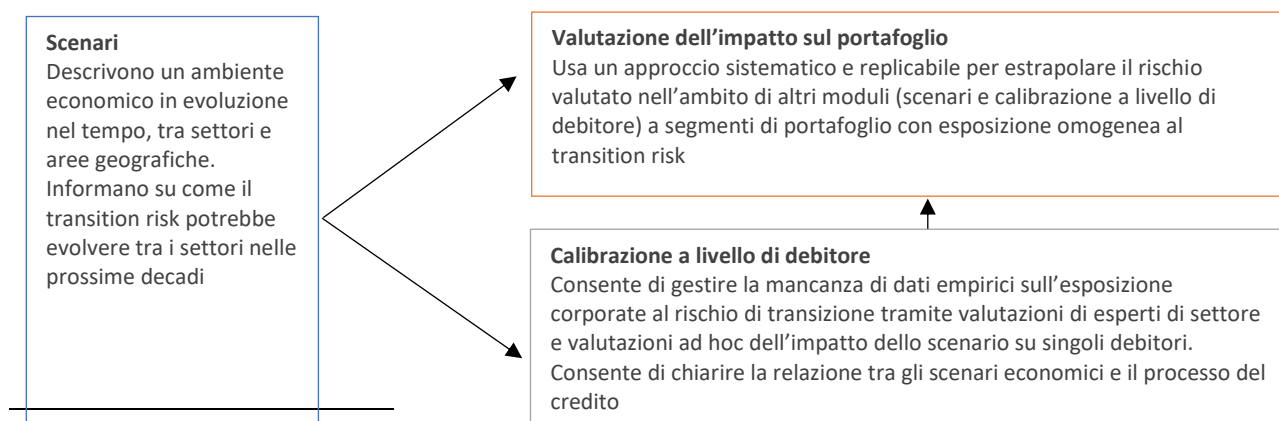 Scenari
Descrivono un ambiente
economico in evoluzione
nel tempo, tra settori e
aree geografiche.
Informano su come il
transition risk potrebbe
evolvere tra i settori nelle
prossime decadi
Valutazione dell’impatto sul portafoglio
Usa un approccio sistematico e replicabile per estrapolare il rischio
valutato nell’ambito di altri moduli (scenari e calibrazione a livello di
debitore) a segmenti di portafoglio con esposizione omogenea al
transition risk
Calibrazione a livello di debitore
Consente di gestire la mancanza di dati empirici sull’esposizione
corporate al rischio di transizione tramite valutazioni di esperti di settore
e valutazioni ad hoc dell’impatto dello scenario su singoli debitori.
Consente di chiarire la relazione tra gli scenari economici e il processo del
credito